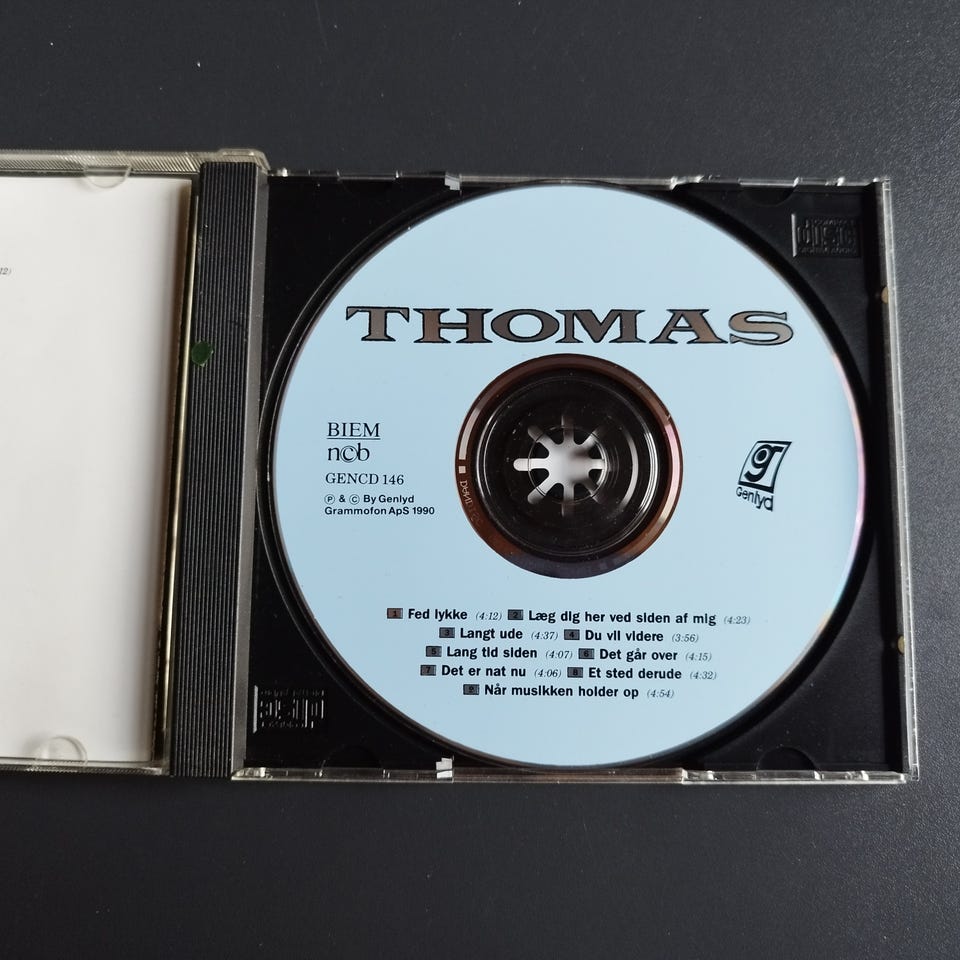 12)
THOMAS
BIEM
n©b
GENCD 146
℗ & © By Genlyd
Grammofon ApS 1990
g
Genlyd
1 Fed lykke (4:12) 2 Læg dig her ved siden af mig (4:23)
3 Langt ude (4:37) 4 Du vil videre (3:56)
5 Lang tid siden (4:07) 6 Det går over (4:15)
7 Det er nat nu (4:06) 8 Et sted derude (4:32)
9 Når musikken holder op (4:54)